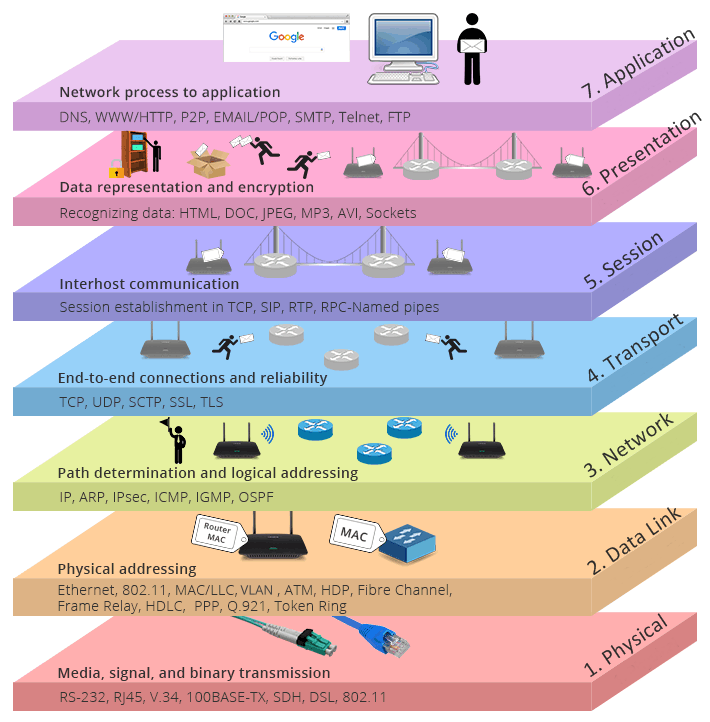 Google
7. Application
Network process to application
DNS, WWW/HTTP, P2P, EMAIL/POP, SMTP, Telnet, FTP
6. Presentation
Data representation and encryption
Recognizing data: HTML, DOC, JPEG, MP3, AVI, Sockets
5. Session
Interhost communication
Session establishment in TCP, SIP, RTP, RPC-Named pipes
4. Transport
End-to-end connections and reliability
TCP, UDP, SCTP, SSL, TLS
3. Network
Path determination and logical addressing
IP, ARP, IPsec, ICMP, IGMP, OSPF
Router
MAC
MAC
2. Data Link
Physical addressing
Ethernet, 802.11, MAC/LLC, VLAN , ATM, HDP, Fibre Channel,
Frame Relay, HDLC, PPP, Q.921, Token Ring
1. Physical
Media, signal, and binary transmission
RS-232, RJ45, V.34, 100BASE-TX, SDH, DSL, 802.11